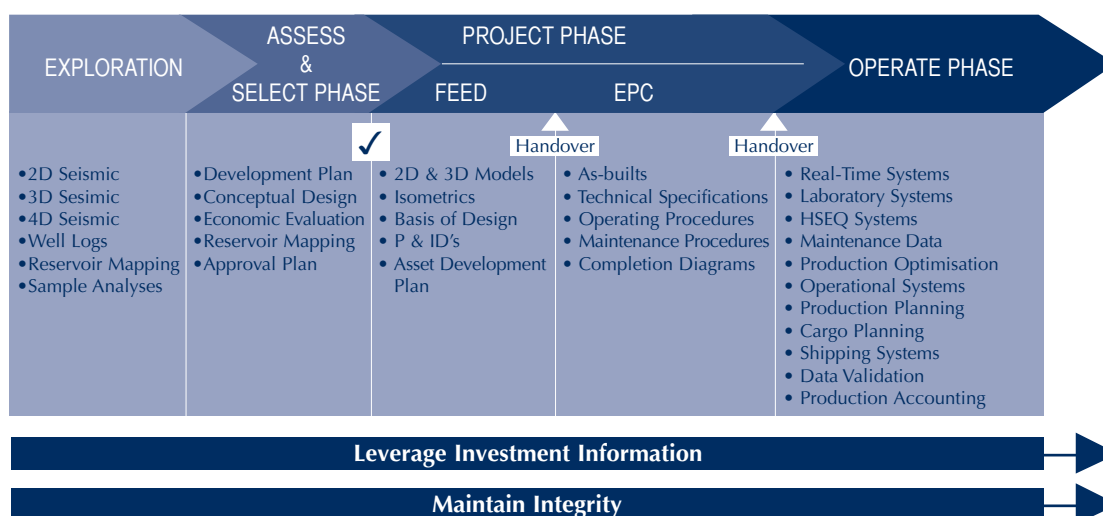 EXPLORATION
ASSESS
&
SELECT PHASE
PROJECT PHASE
FEED
EPC
OPERATE PHASE
✓
Handover
Handover
•2D Seismic
•3D Sesimic
•4D Seismic
•Well Logs
•Reservoir Mapping
•Sample Analyses
•Development Plan
•Conceptual Design
•Economic Evaluation
•Reservoir Mapping
•Approval Plan
• 2D & 3D Models
• Isometrics
• Basis of Design
• P & ID's
• Asset Development
Plan
• As-builts
• Technical Specifications
• Operating Procedures
• Maintenance Procedures
• Completion Diagrams
• Real-Time Systems
• Laboratory Systems
• HSEQ Systems
• Maintenance Data
• Production Optimisation
• Operational Systems
• Production Planning
• Cargo Planning
• Shipping Systems
• Data Validation
• Production Accounting
Leverage Investment Information
Maintain Integrity